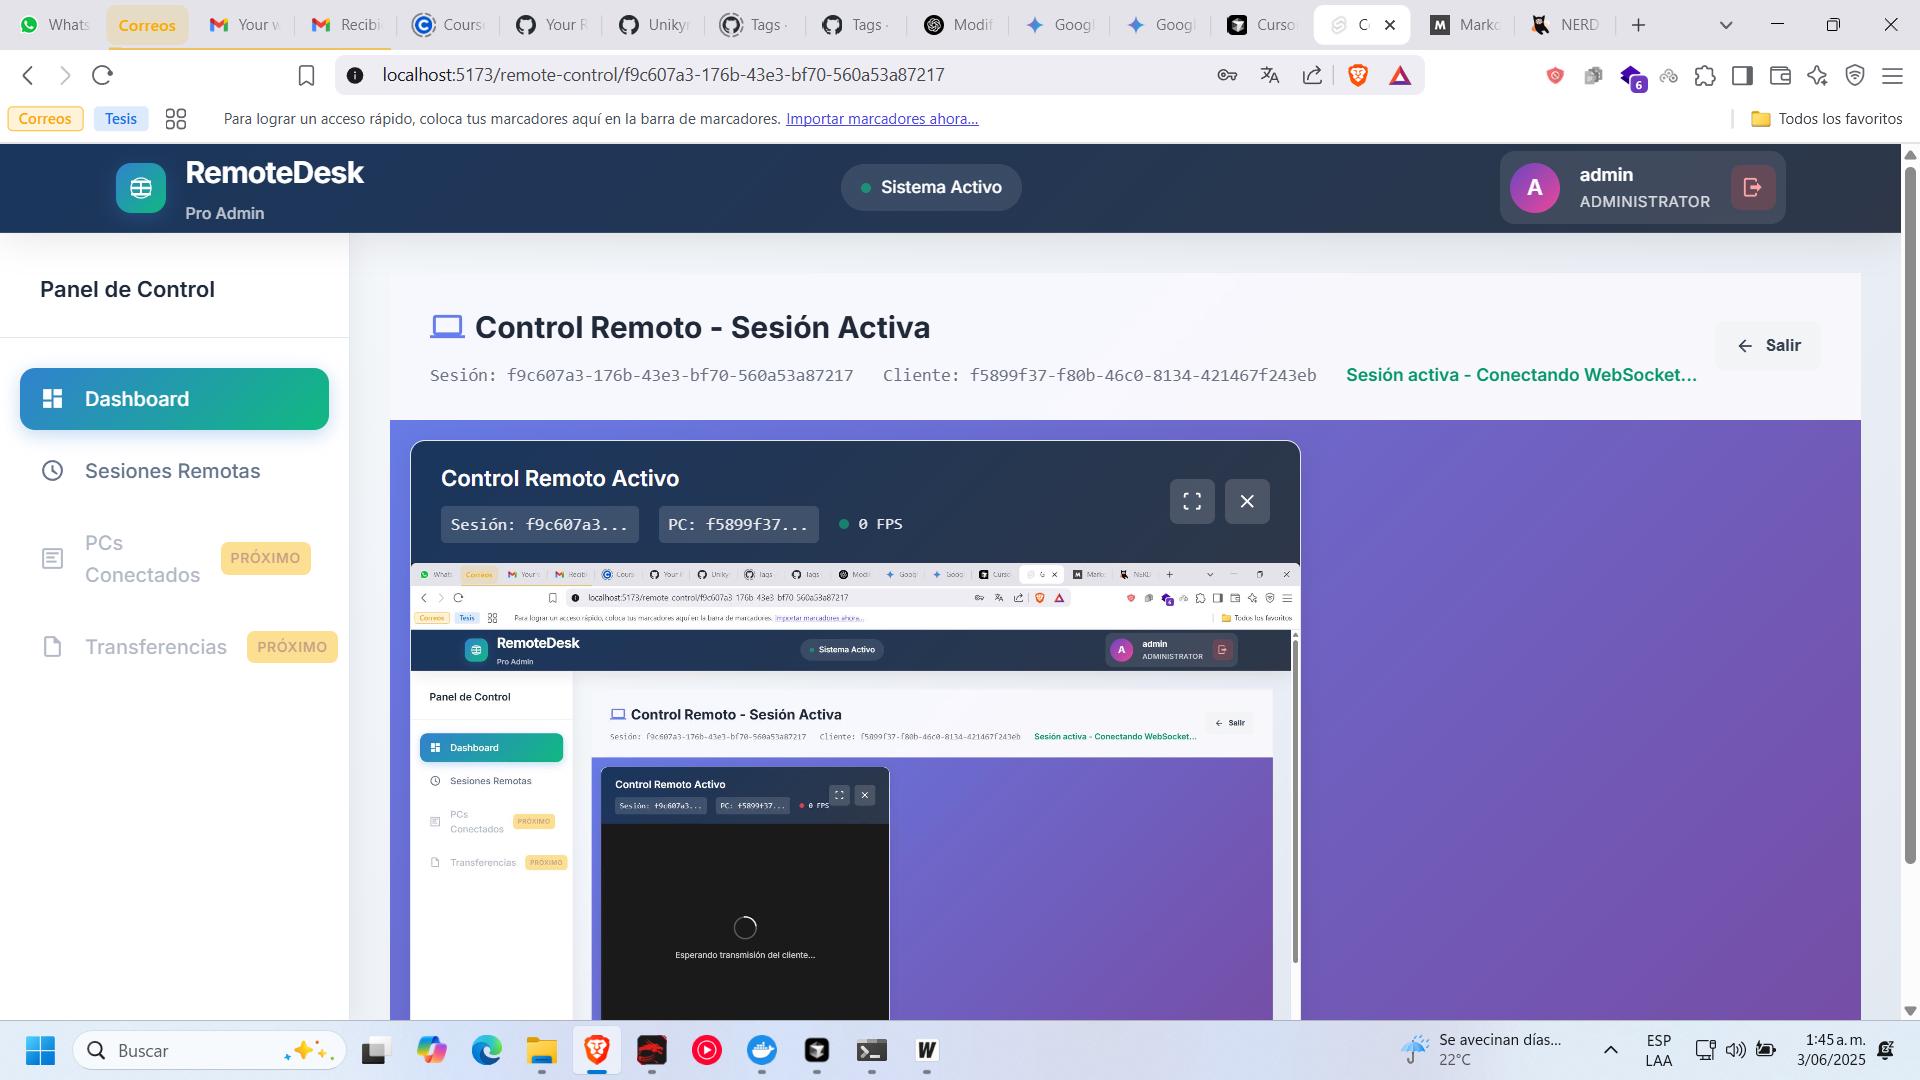 Whats
Correos
Your w
Recibi
Cours
Your R
Unikyr
Tags ·
Tags ·
Modif
Googl
Googl
Curso
C
Marko
NERD
localhost:5173/remote-control/f9c607a3-176b-43e3-bf70-560a53a87217
6
Correos
Tesis
Para lograr un acceso rápido, coloca tus marcadores aquí en la barra de marcadores. Importar marcadores ahora...
Todos los favoritos
RemoteDesk
Pro Admin
Sistema Activo
A
admin
ADMINISTRATOR
Panel de Control
Dashboard
Sesiones Remotas
PCs
Conectados
PRÓXIMO
Transferencias
PRÓXIMO
Control Remoto - Sesión Activa
Sesión: f9c607a3-176b-43e3-bf70-560a53a87217
Cliente: f5899f37-f80b-46c0-8134-421467f243eb
Sesión activa - Conectando WebSocket...
Salir
Control Remoto Activo
Sesión: f9c607a3...
PC: f5899f37...
0 FPS
Whats
Correos
Your
Recibi
Cours
Your
Uniky
Tags
Tags
Modi
Goog
Goog
Curso
Mark
NERD
localhost:5173/remote-control/f9c607a3-176b-43e3-bf70-560a53a87217
Correos
Tesis
Para lograr un acceso rápido, coloca tus marcadores aquí en la barra de marcadores. Importar marcadores ahora...
Todos los favoritos
RemoteDesk
Pro Admin
Sistema Activo
A
admin
ADMINISTRATOR
Panel de Control
Dashboard
Sesiones Remotas
PCs
Conectados
PRÓXIMO
Transferencias
PRÓXIMO
Control Remoto - Sesión Activa
Sesión: f9c607a3-176b-43e3-bf70-560a53a87217
Cliente: f5899f37-f80b-46c0-8134-421467f243eb
Sesión activa - Conectando WebSocket...
Salir
Control Remoto Activo
Sesión: f9c607a3...
PC: f5899f37...
0 FPS
Esperando transmisión del cliente...
Buscar
W
Se avecinan días...
22°C
ESP
LAA
1:45 a. m.
3/06/2025